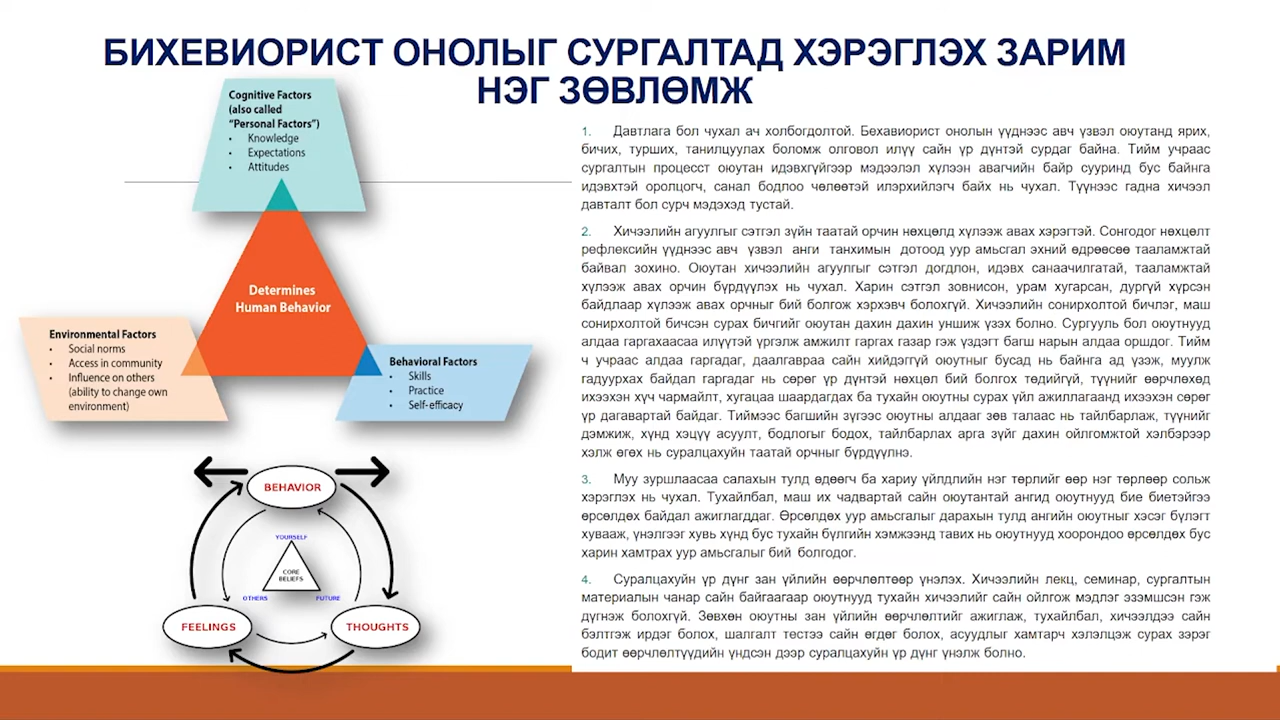 БИХЕВИОРИСТ ОНОЛЫГ СУРГАЛТАД ХЭРЭГЛЭХ ЗАРИМ
НЭГ ЗӨВЛӨМЖ
Cognitive Factors
(also called
“Personal Factors”)
• Knowledge
• Expectations
• Attitudes
Determines
Human Behavior
Environmental Factors
• Social norms
• Access in community
• Influence on others
(ability to change own
environment)
Behavioral Factors
• Skills
• Practice
• Self-efficacy
BEHAVIOR
YOURSELF
CORE
BELIEFS
OTHERS
FUTURE
FEELINGS
THOUGHTS
1. Давтлага бол чухал ач холбогдолтой. Бөхавиорист онолын үүднээс авч үзвэл оюутанд ярих,
бичих, турших, танилцуулах боломж олговол илүү сайн үр дүнтэй сурдаг байна. Тийм учраас
сургалтын процесст оюутан идэвхгүйгээр мэдээлэл хүлээн авагчийн байр сууринд бус байнга
идэвхтэй оролцогч, санал бодлоо чөлөөтэй илэрхийлэгч байх нь чухал. Түүнээс гадна хичээл
давталт бол сурч мэдэхэд тустай.
2. Хичээлийн агуулгыг сэтгэл зүйн таатай орчин нөхцөлд хүлээж авах хэрэгтэй. Сонгодог нөхцөлт
рефлексийн үүднээс авч үзвэл анги танхимын дотоод уур амьсгал эхний өдрөөсөө тааламжтай
байвал зохино. Оюутан хичээлийн агуулгыг сэтгэл догдлон, идэвх санаачилгатай, тааламжтай
хүлээж авах орчин бүрдүүлэх нь чухал. Харин сэтгэл зовнисон, урам хугарсан, дургүй хүрсэн
байдлаар хүлээж авах орчныг бий болгож хэрхэвч болохгүй. Хичээлийн сонирхолтой бичлэг, маш
сонирхолтой бичсэн сурах бичгийг оюутан дахин дахин уншиж үзэх болно. Сургууль бол оюутнууд
алдаа гаргахаасаа илүүтэй үргэлж амжилт гаргах газар гэж үздэгт багш нарын алдаа оршдог. Тийм
ч учраас алдаа гаргадаг, даалгавраа сайн хийдэггүй оюутныг бусад нь байнга ад үзэж, муулж
гадуурхах байдал гаргадаг нь сөрөг үр дүнтэй нөхцөл бий болгох төдийгүй, түүнийг өөрчлөхөд
ихээхэн хүч чармайлт, хугацаа шаардагдах ба тухайн оюутны сурах үйл ажиллагаанд ихээхэн сөрөг
үр дагавартай байдаг. Тиймээс багшийн зүгээс оюутны алдааг зөв талаас нь тайлбарлаж, түүнийг
дэмжиж, хүнд хэцүү асуулт, бодлогыг бодох, тайлбарлах арга зүйг дахин ойлгомжтой хэлбэрээр
хэлж өгөх нь суралцахуйн таатай орчныг бүрдүүлнэ.
3. Муу зуршлаасаа салахын тулд өдөөгч ба хариу үйлдлийн нэг төрлийг өөр нэг төрлөөр сольж
хэрэглэх нь чухал. Тухайлбал, маш их чадвартай сайн оюутантай ангид оюутнууд бие биетэйгээ
өрсөлдөх байдал ажиглагддаг. Өрсөлдөх уур амьсгалыг дарахын тулд ангийн оюутныг хэсэг бүлэгт
хувааж, үнэлгээг хувь хүнд бус тухайн бүлгийн хэмжээнд тавих нь оюутнууд хоорондоо өрсөлдөх бус
харин хамтрах уур амьсгалыг бий болгодог.
4. Суралцахуйн үр дүнг зан үйлийн өөрчлөлтөөр үнэлэх. Хичээлийн лекц, семинар, сургалтын
материалын чанар сайн байгаагаар оюутнууд тухайн хичээлийг сайн ойлгож мэдлэг эзэмшсэн гэж
дүгнэж болохгүй. Зөвхөн оюутны зан үйлийн өөрчлөлтийг ажиглаж, тухайлбал, хичээлдээ сайн
бэлтгэж ирдэг болох, шалгалт тестээ сайн өгдөг болох, асуудлыг хамтарч хэлэлцэж сурах зэрэг
бодит өөрчлөлтүүдийн үндсэн дээр суралцахуйн үр дүнг үнэлж болно.